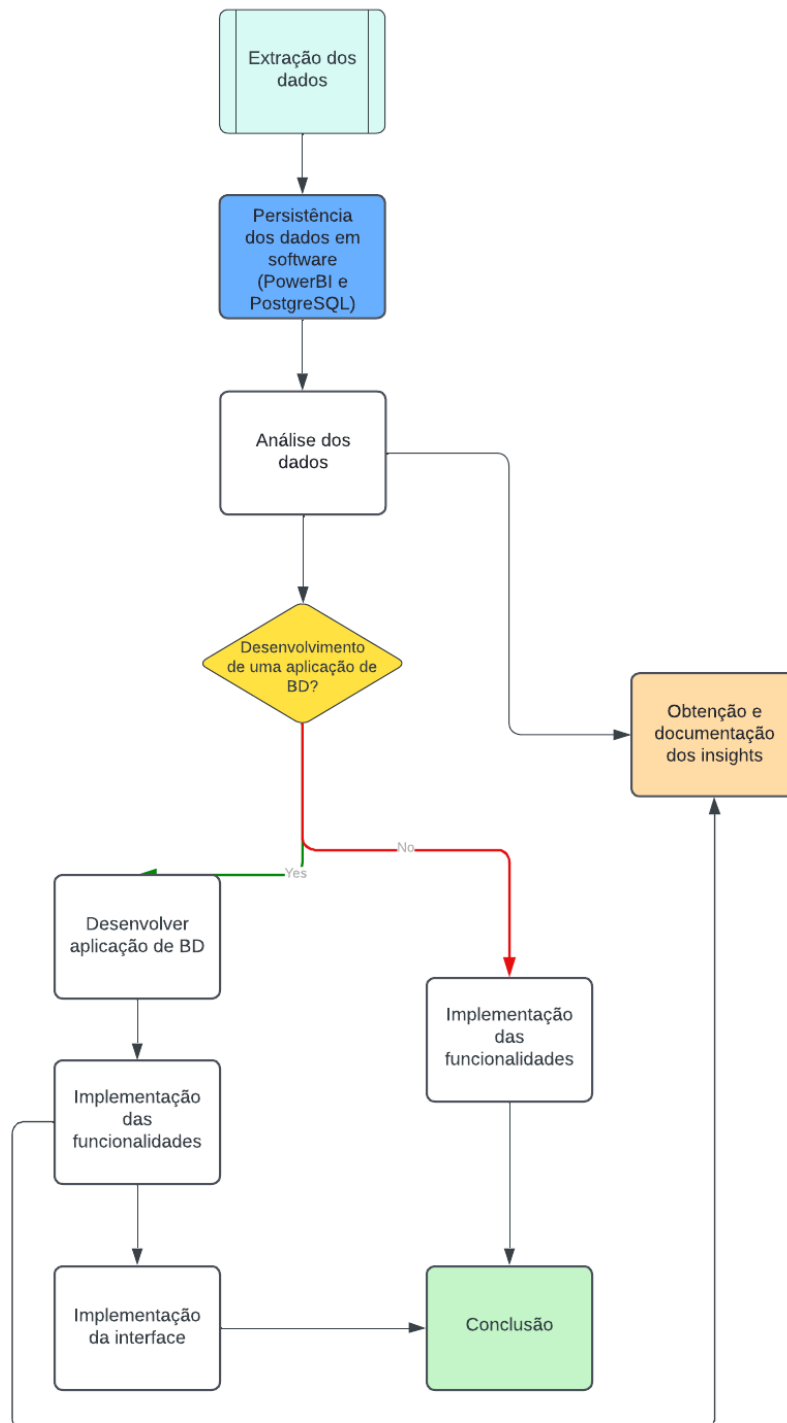 Extração dos
dados
Persistência
dos dados em
software
(PowerBI e
PostgreSQL)
Análise dos
dados
Desenvolvimento
de uma aplicação de
BD?
Obtenção e
documentação
dos insights
No
Yes
Desenvolver
aplicação de BD
Implementação
das
funcionalidades
Implementação
das
funcionalidades
Implementação
da interface
Conclusão